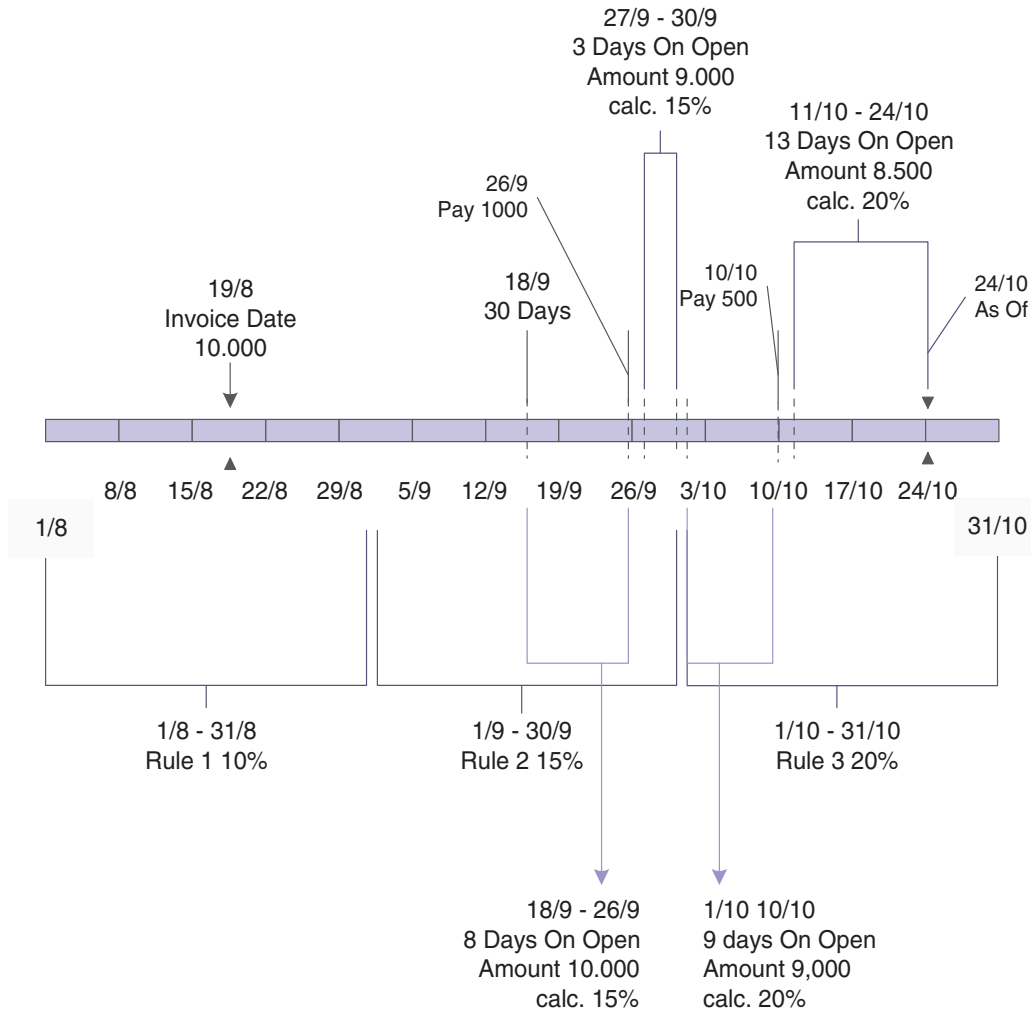 27/9 - 30/9
3 Days On Open
Amount 9.000
calc. 15%
11/10 - 24/10
13 Days On Open
Amount 8.500
calc. 20%
26/9
Pay 1000
18/9
30 Days
10/10
Pay 500
24/10
As Of
19/8
Invoice Date
10.000
8/8
15/8
22/8
29/8
5/9
12/9
19/9
26/9
3/10
10/10
17/10
24/10
1/8
31/10
1/8 - 31/8
Rule 1 10%
1/9 - 30/9
Rule 2 15%
1/10 - 31/10
Rule 3 20%
18/9 - 26/9
8 Days On Open
Amount 10.000
calc. 15%
1/10 10/10
9 days On Open
Amount 9,000
calc. 20%